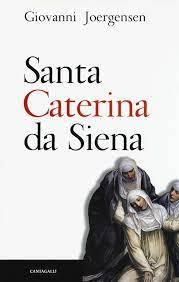 Giovanni Joergensen
Santa
Caterina
da Siena
CANTAGALLI